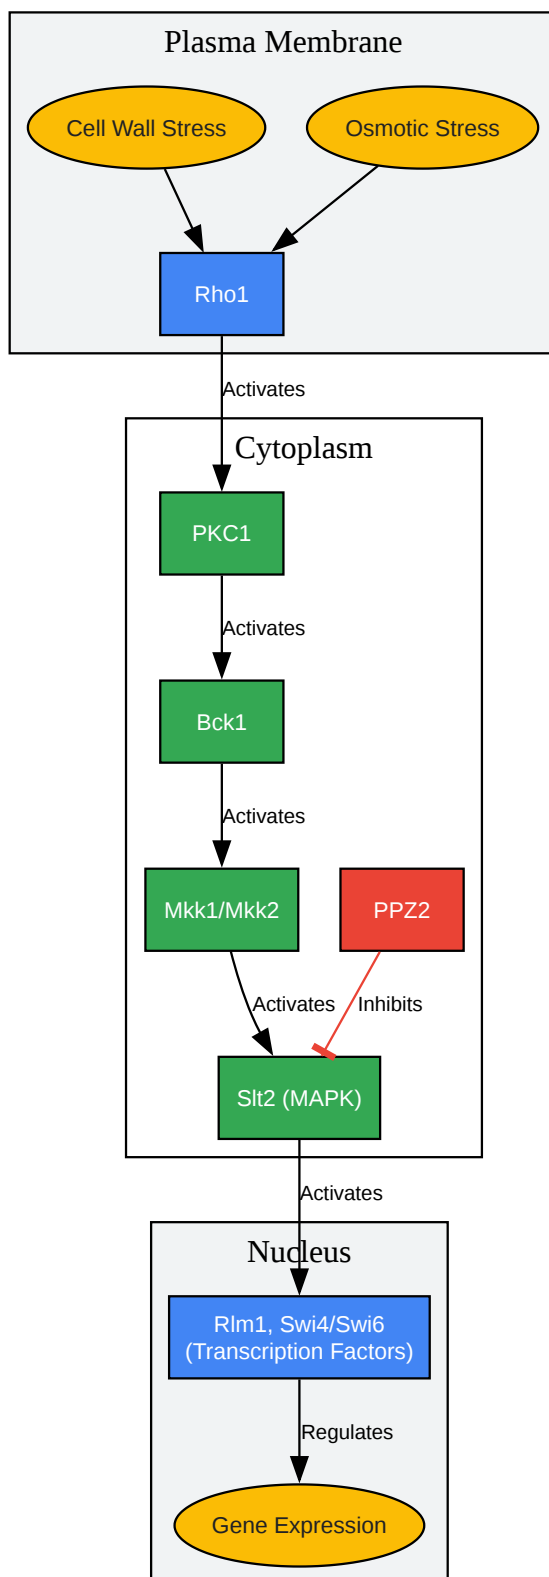 Plasma Membrane
Cell Wall Stress
Osmotic Stress
Rho1
Activates
Cytoplasm
PKC1
Activates
Bck1
Activates
Mkk1/Mkk2
PPZ2
Activates
Inhibits
Slt2 (MAPK)
Activates
Nucleus
Rlm1, Swi4/Swi6
(Transcription Factors)
Regulates
Gene Expression